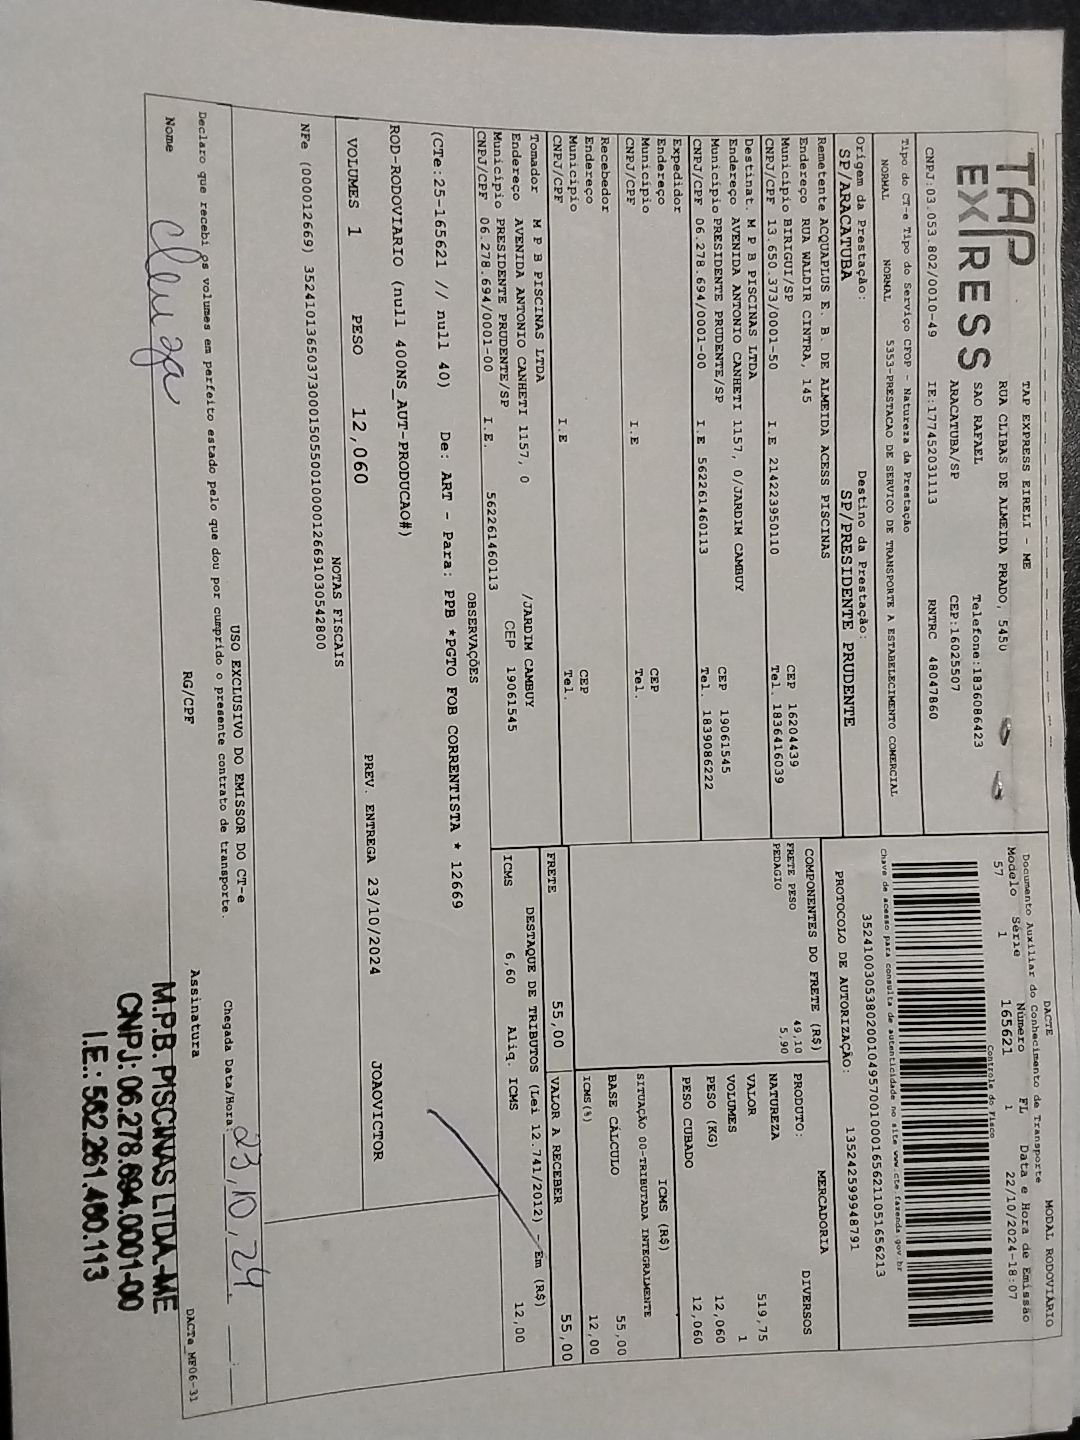 TAP EXPRESS
TAP EXPRESS EIRELI - ME
RUA CLIBAS DE ALMEIDA PRADO, 5450
SAO RAFAEL Telefone:1836086423
ARACATUBA/SP CEP:16025507
CNPJ:03.053.802/0010-49 IE:177452031113 RNTRC 48047860
DACTE MODAL RODOVIÁRIO
Documento Auxiliar do Conhecimento de Transporte
Modelo Série Número FL Data e Hora de Emissão
57 1 165621 1 22/10/2024-18:07
Controle do Fisco
Chave de acesso para consulta de autenticidade no site www.cte.fazenda.gov.br
35241003053802001049570010001656211051656213
PROTOCOLO DE AUTORIZAÇÃO: 135242599948791
Tipo do CT-e Tipo do Serviço CFOP - Natureza da Prestação
NORMAL NORMAL 5353-PRESTACAO DE SERVICO DE TRANSPORTE A ESTABELECIMENTO COMERCIAL
Origem da Prestação: Destino da Prestação:
SP/ARACATUBA SP/PRESIDENTE PRUDENTE
Remetente ACQUAPLUS E. B. DE ALMEIDA ACESS PISCINAS
Endereço RUA WALDIR CINTRA, 145
Município BIRIGUI/SP CEP 16204439
CNPJ/CPF 13.650.373/0001-50 I.E 214223950110 Tel. 1836416039
Destinat. M P B PISCINAS LTDA
Endereço AVENIDA ANTONIO CANHETI 1157, 0/JARDIM CAMBUY
Município PRESIDENTE PRUDENTE/SP CEP 19061545
CNPJ/CPF 06.278.694/0001-00 I.E 562261460113 Tel. 1839086222
Expedidor
Endereço
Município CEP
CNPJ/CPF I.E Tel.
Recebedor
Endereço
Município CEP
CNPJ/CPF I.E Tel.
Tomador M P B PISCINAS LTDA
Endereço AVENIDA ANTONIO CANHETI 1157, 0 /JARDIM CAMBUY
Município PRESIDENTE PRUDENTE/SP CEP 19061545
CNPJ/CPF 06.278.694/0001-00 I.E. 562261460113
COMPONENTES DO FRETE (R$)
FRETE PESO 49,10
PEDAGIO 5,90
MERCADORIA
PRODUTO: DIVERSOS
NATUREZA
VALOR 519,75
VOLUMES 1
PESO (KG) 12,060
PESO CUBADO 12,060
ICMS (R$)
SITUAÇÃO 00-TRIBUTADA INTEGRALMENTE
BASE CÁLCULO 55,00
ICMS(%) 12,00
FRETE 55,00 VALOR A RECEBER 55,00
DESTAQUE DE TRIBUTOS (Lei 12.741/2012) - Em (R$)
ICMS 6,60 Aliq. ICMS 12,00
OBSERVAÇÕES
(CTe:25-165621 // null 40) De: ART - Para: PPB *PGTO FOB CORRENTISTA * 12669
ROD-RODOVIARIO (null 400NS_AUT-PRODUCAO#)
VOLUMES 1 PESO 12,060 PREV. ENTREGA 23/10/2024 JOAOVICTOR
NOTAS FISCAIS
NFe (000012669) 35241013650373000150550010000126691030542800
USO EXCLUSIVO DO EMISSOR DO CT-e
Declaro que recebi os volumes em perfeito estado pelo que dou por cumprido o presente contrato de transporte. Chegada Data/Hora: 23/10/24
Nome RG/CPF Assinatura
M.P.B. PISCINAS LTDA-ME
CNPJ: 06.278.694.0001-00
I.E.: 562.261.460.113
DACTe_MF06-31